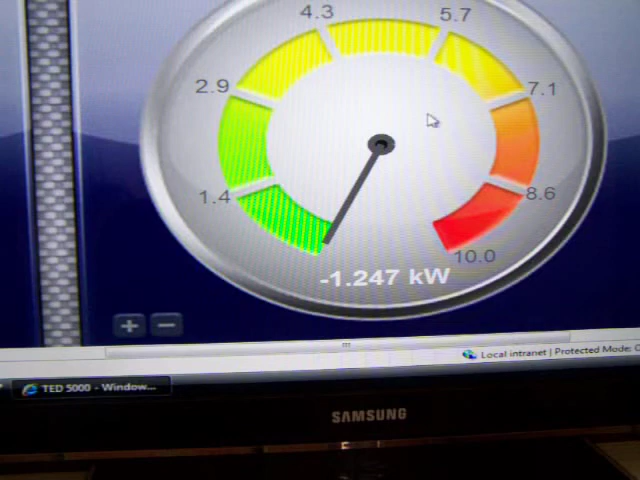 4.3
5.7
2.9
7.1
1.4
8.6
10.0
-1.247 kW
Local intranet | Protected Mode:
TED 5000 - Window...
SAMSUNG